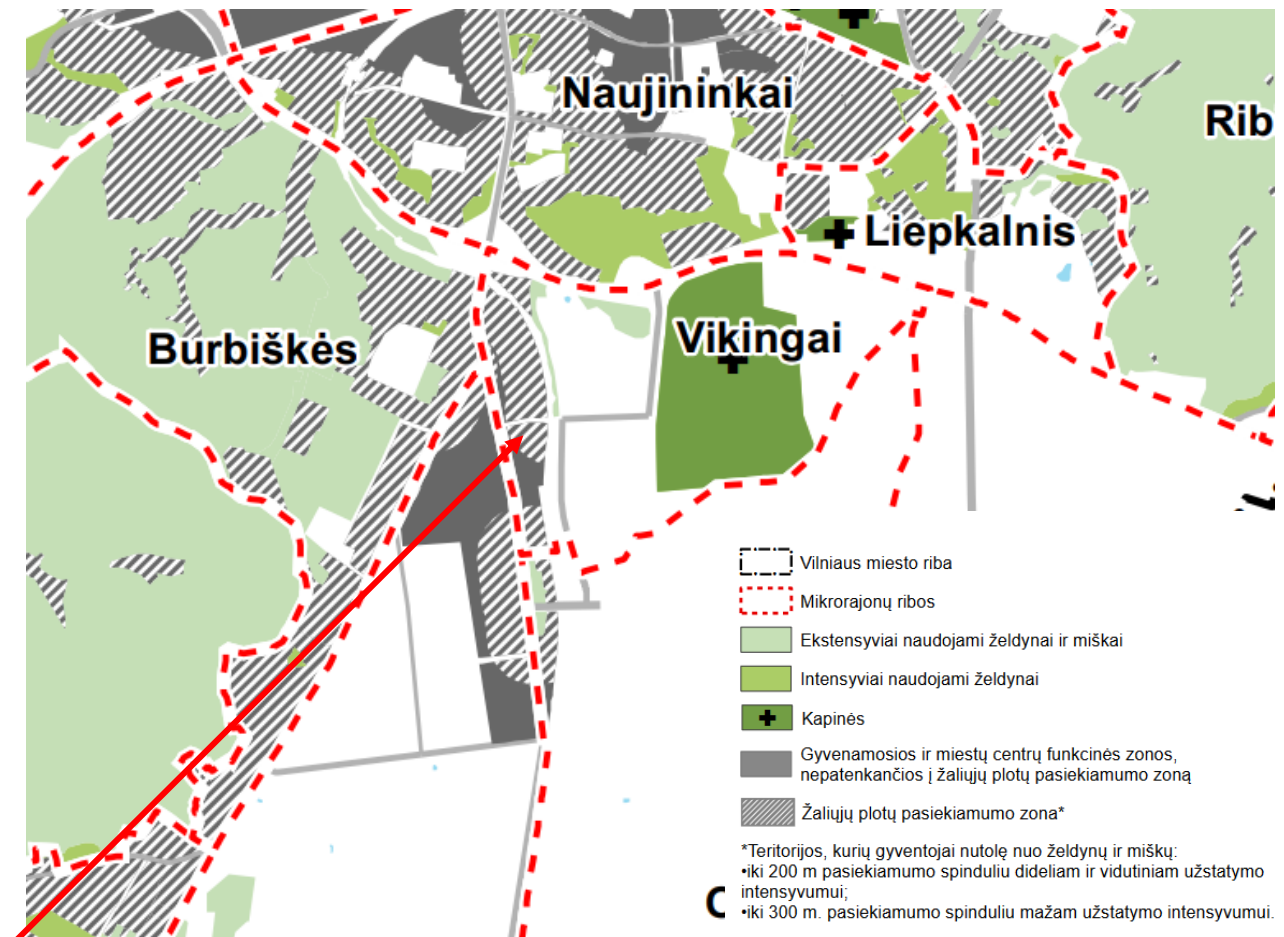 Naujininkai
Rib
Liepkalnis
Vikingai
Burbiškės
Vilniaus miesto riba
Mikrorajonų ribos
Ekstensyviai naudojami želdynai ir miškai
Intensyviai naudojami želdynai
Kapinės
Gyvenamosios ir miestų centrų funkcinės zonos,
nepatenkančios į žaliųjų plotų pasiekiamumo zoną
Žaliųjų plotų pasiekiamumo zona*
*Teritorijos, kurių gyventojai nutolę nuo želdynų ir miškų:
•iki 200 m pasiekiamumo spinduliu dideliam ir vidutiniam užstatymo
intensyvumui;
•iki 300 m. pasiekiamumo spinduliu mažam užstatymo intensyvumui.